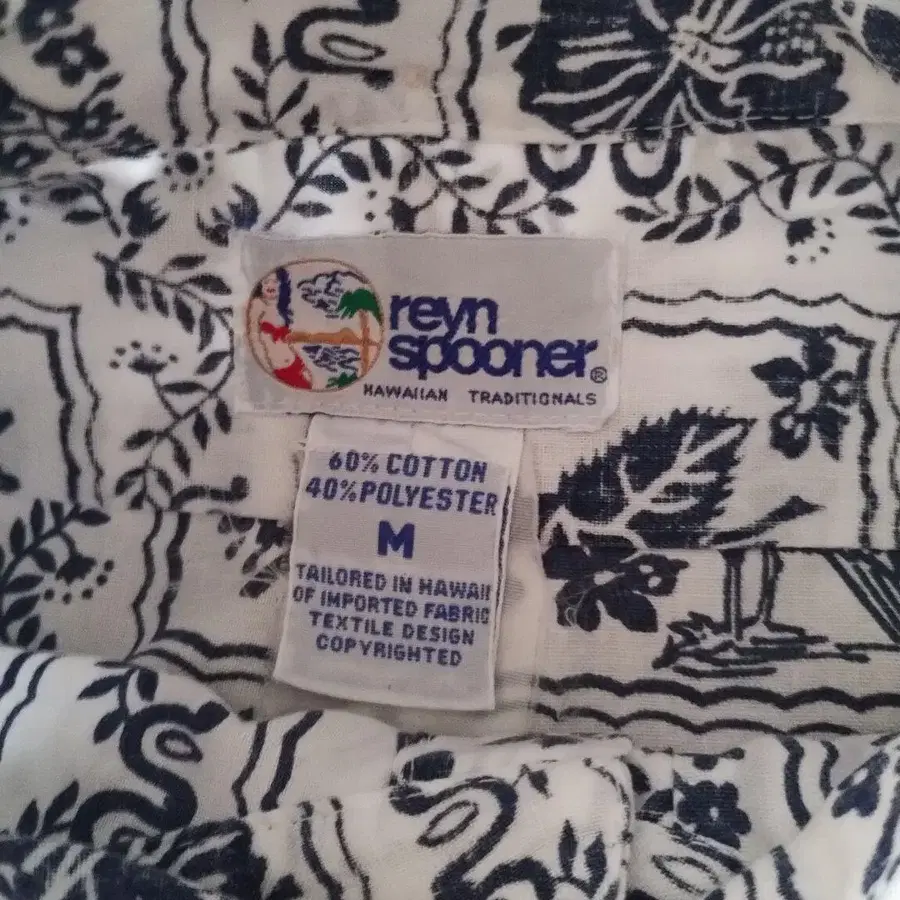 reyn
spooner®
HAWAIIAN TRADITIONALS
60% COTTON
40% POLYESTER
M
TAILORED IN HAWAII
OF IMPORTED FABRIC
TEXTILE DESIGN
COPYRIGHTED